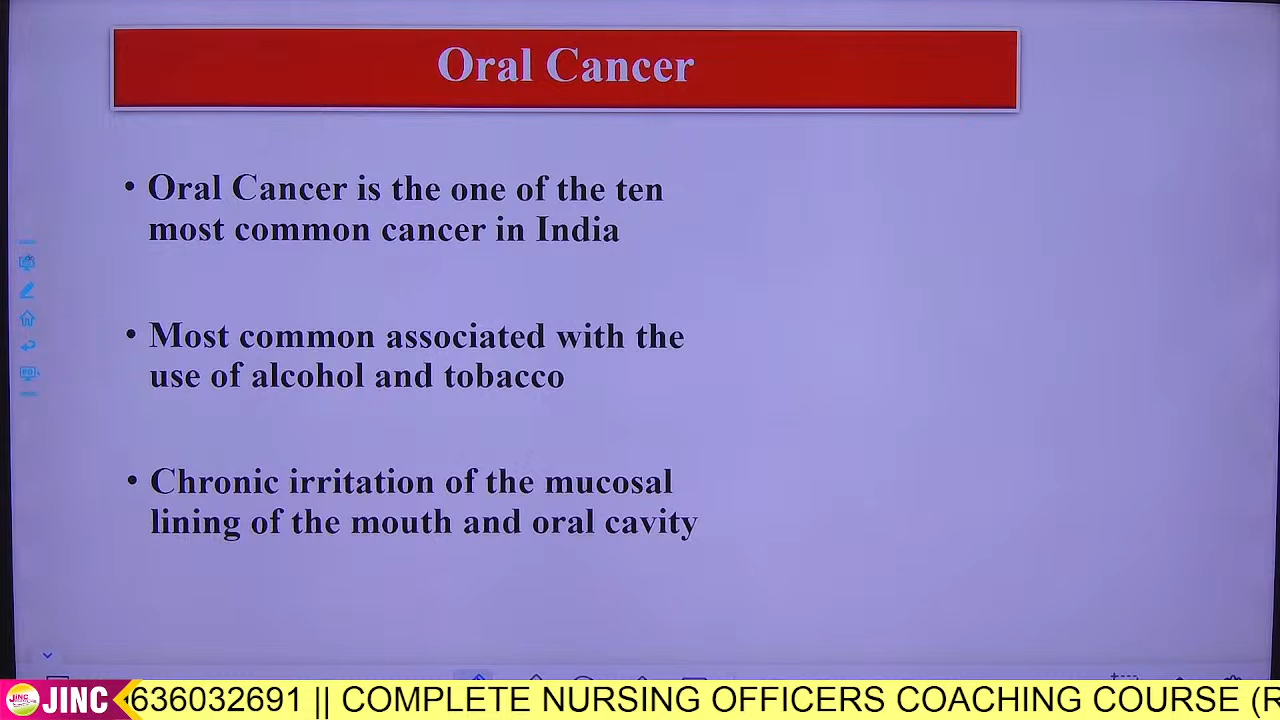 Oral Cancer
• Oral Cancer is the one of the ten
most common cancer in India
• Most common associated with the
use of alcohol and tobacco
• Chronic irritation of the mucosal
lining of the mouth and oral cavity
JINC 636032691 || COMPLETE NURSING OFFICERS COACHING COURSE (R